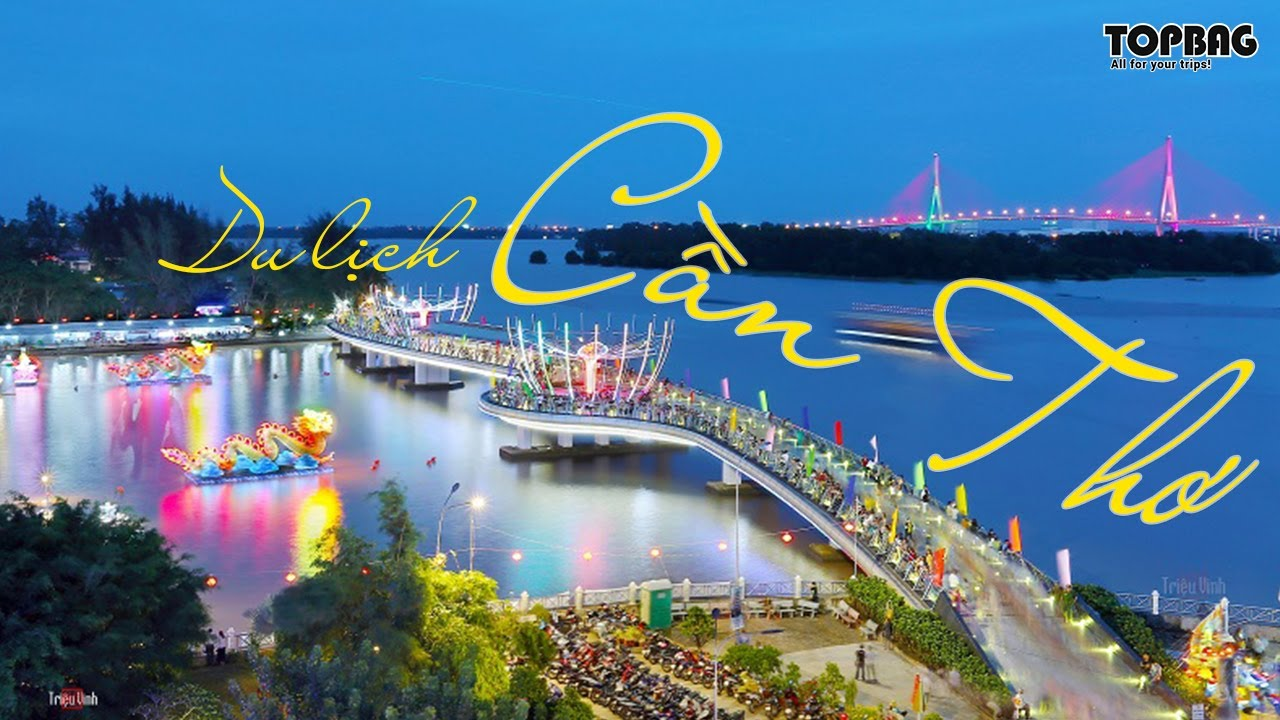 TOPBAG
All for your trips!
Du lịch Cần Thơ
Triệu Vinh
Triệu Vinh